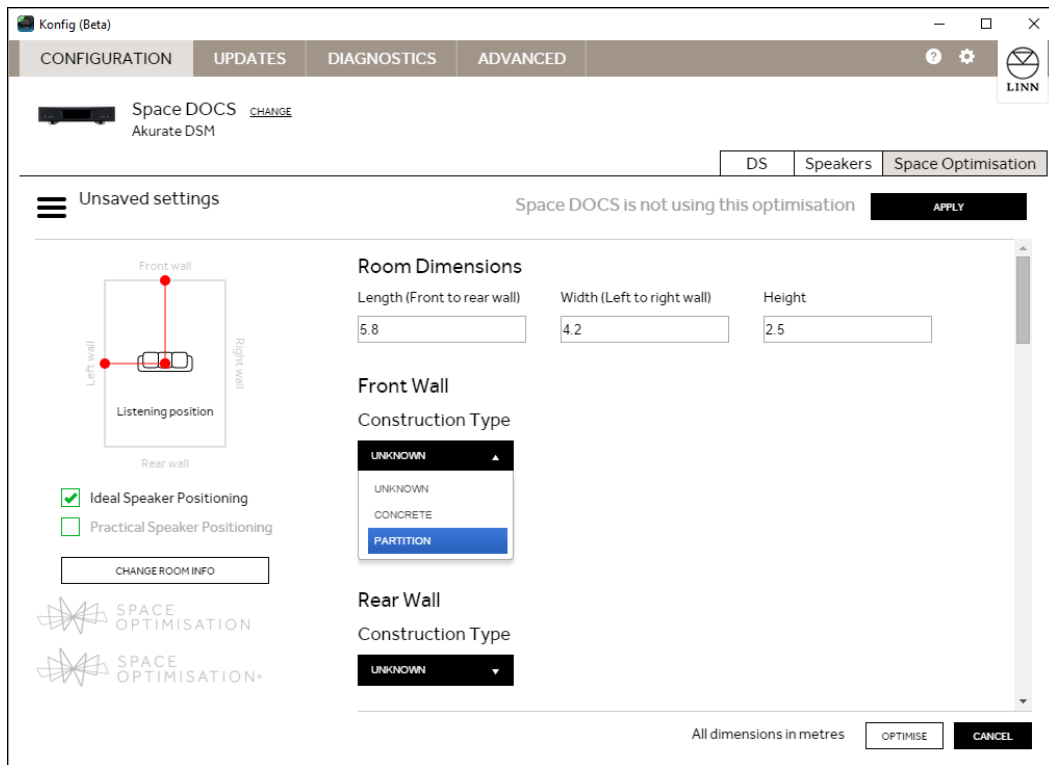 Konfig (Beta)
CONFIGURATION UPDATES DIAGNOSTICS ADVANCED
?
LINN
Space DOCS CHANGE
Akurate DSM
DS Speakers Space Optimisation
Unsaved settings
Space DOCS is not using this optimisation APPLY
Front wall
Left wall
Right wall
Listening position
Rear wall
Ideal Speaker Positioning
Practical Speaker Positioning
CHANGE ROOM INFO
SPACE
OPTIMISATION
SPACE
OPTIMISATION+
Room Dimensions
Length (Front to rear wall) Width (Left to right wall) Height
5.8 4.2 2.5
Front Wall
Construction Type
UNKNOWN
UNKNOWN
CONCRETE
PARTITION
Rear Wall
Construction Type
UNKNOWN
All dimensions in metres OPTIMISE CANCEL